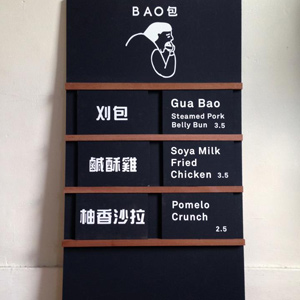 BAO包
刈包
Gua Bao
Steamed Pork
Belly Bun 3.5
鹹酥雞
Soya Milk
Fried
Chicken 3.5
柚香沙拉
Pomelo
Crunch
2.5